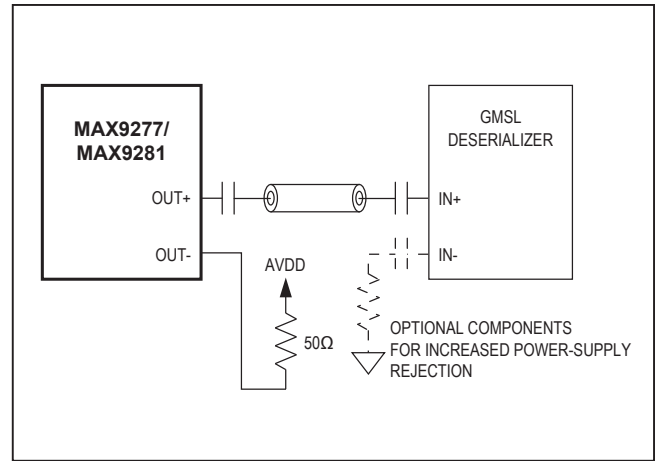 MAX9277/
MAX9281
GMSL
DESERIALIZER
OUT+
IN+
OUT-
IN-
AVDD
50Ω
OPTIONAL COMPONENTS
FOR INCREASED POWER-SUPPLY
REJECTION